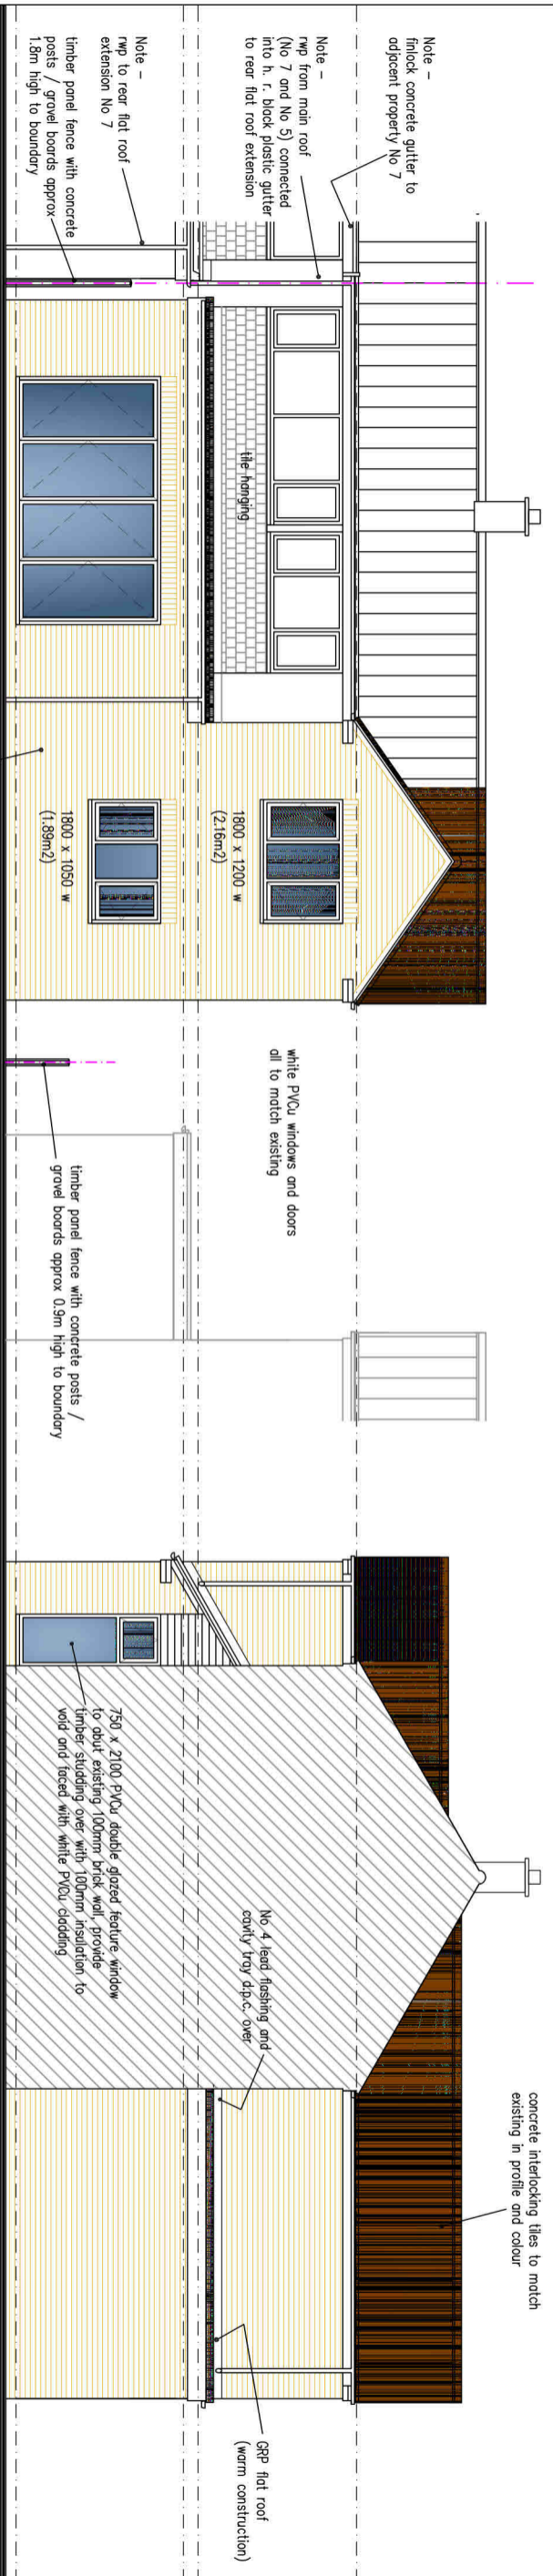 Note –
finlock concrete gutter to
adjacent property No 7
Note –
rwp from main roof
(No 7 and No 5) connected
into h. r. black plastic gutter
to rear flat roof extension
Note –
rwp to rear flat roof
extension No 7
timber panel fence with concrete
posts / gravel boards approx
1.8m high to boundary
tile hanging
1800 x 1200 w
(2.16m2)
1800 x 1050 w
(1.89m2)
white PVCu windows and doors
all to match existing
timber panel fence with concrete posts /
gravel boards approx 0.9m high to boundary
750 x 2100 PVCu double glazed feature window
to abut existing 100mm brick wall, provide
timber studding over with 100mm insulation to
void and faced with white PVCu cladding
No 4 lead flashing and
cavity tray d.p.c. over
concrete interlocking tiles to match
existing in profile and colour
GRP flat roof
(warm construction)